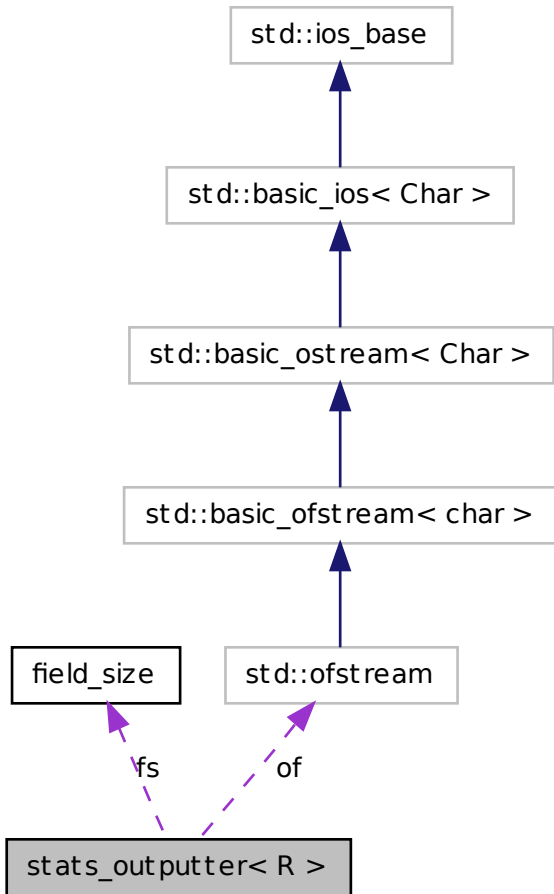 std::ios_base
std::basic_ios< Char >
std::basic_ostream< Char >
std::basic_ofstream< char >
field_size
std::ofstream
fs
of
stats_outputter< R >